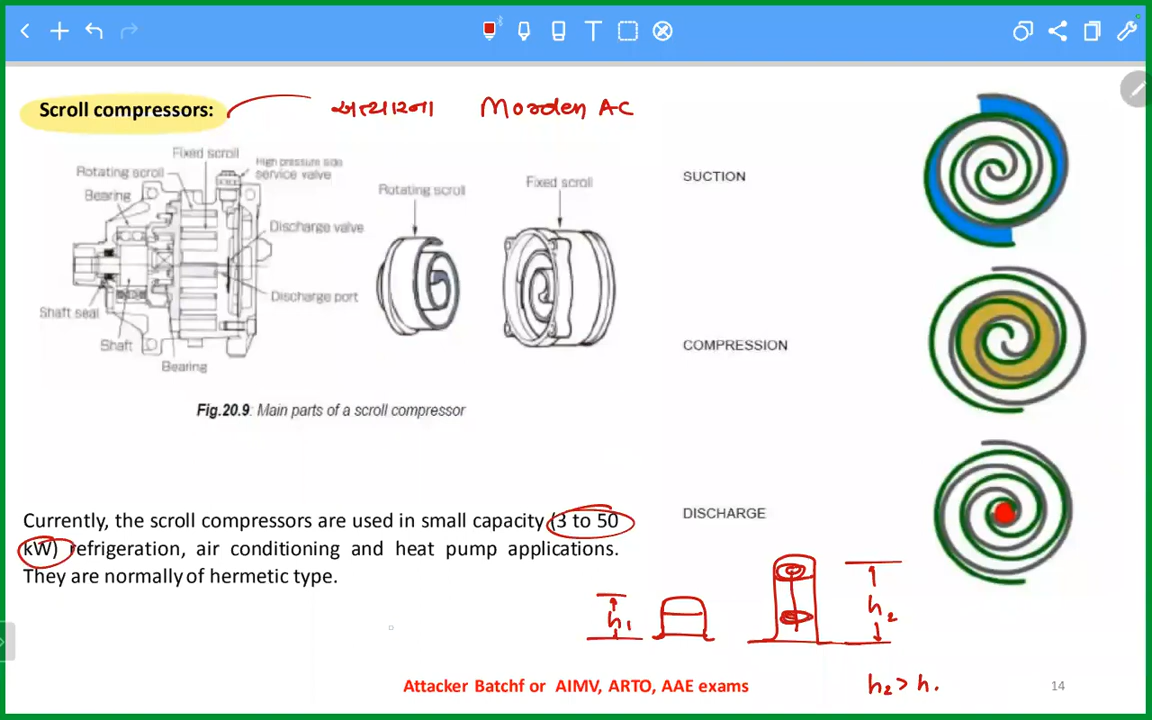 Scroll compressors: અત્યારના Morden AC
Fixed scroll
High pressure side
service valve
Rotating scroll
Bearing
Discharge valve
Discharge port
Shaft seal
Shaft
Bearing
Rotating scroll
Fixed scroll
Fig.20.9: Main parts of a scroll compressor
SUCTION
COMPRESSION
DISCHARGE
Currently, the scroll compressors are used in small capacity (3 to 50
kW) refrigeration, air conditioning and heat pump applications.
They are normally of hermetic type.
h1
h2
h2 > h.
Attacker Batchf or AIMV, ARTO, AAE exams
14